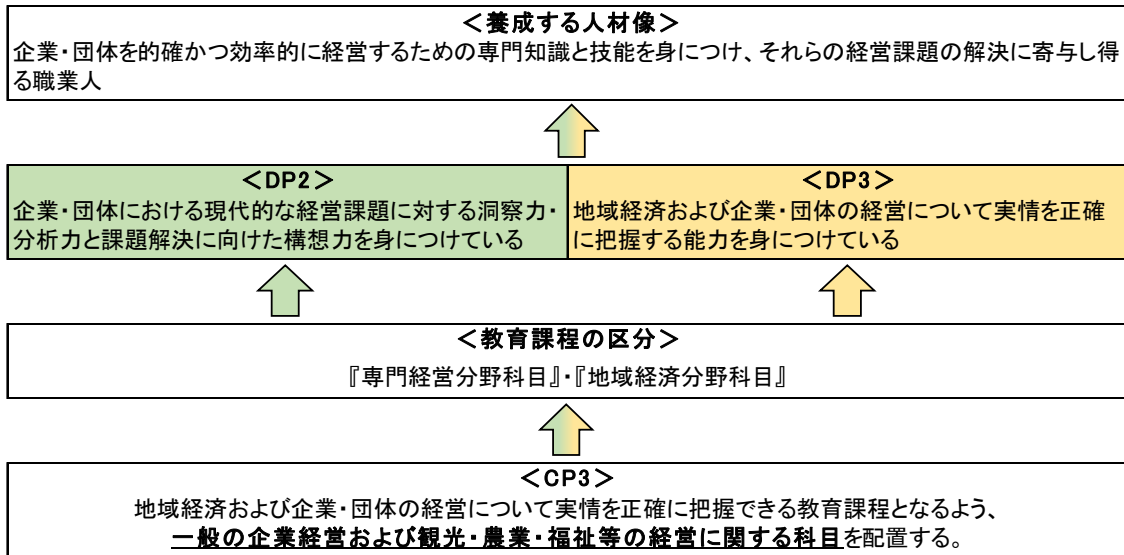 ＜養成する人材像＞
企業・団体を的確かつ効率的に経営するための専門知識と技能を身につけ、それらの経営課題の解決に寄与し得
る職業人
＜DP2＞
企業・団体における現代的な経営課題に対する洞察力・
分析力と課題解決に向けた構想力を身につけている
＜DP3＞
地域経済および企業・団体の経営について実情を正確
に把握する能力を身につけている
＜教育課程の区分＞
『専門経営分野科目』・『地域経済分野科目』
＜CP3＞
地域経済および企業・団体の経営について実情を正確に把握できる教育課程となるよう、
一般の企業経営および観光・農業・福祉等の経営に関する科目を配置する。